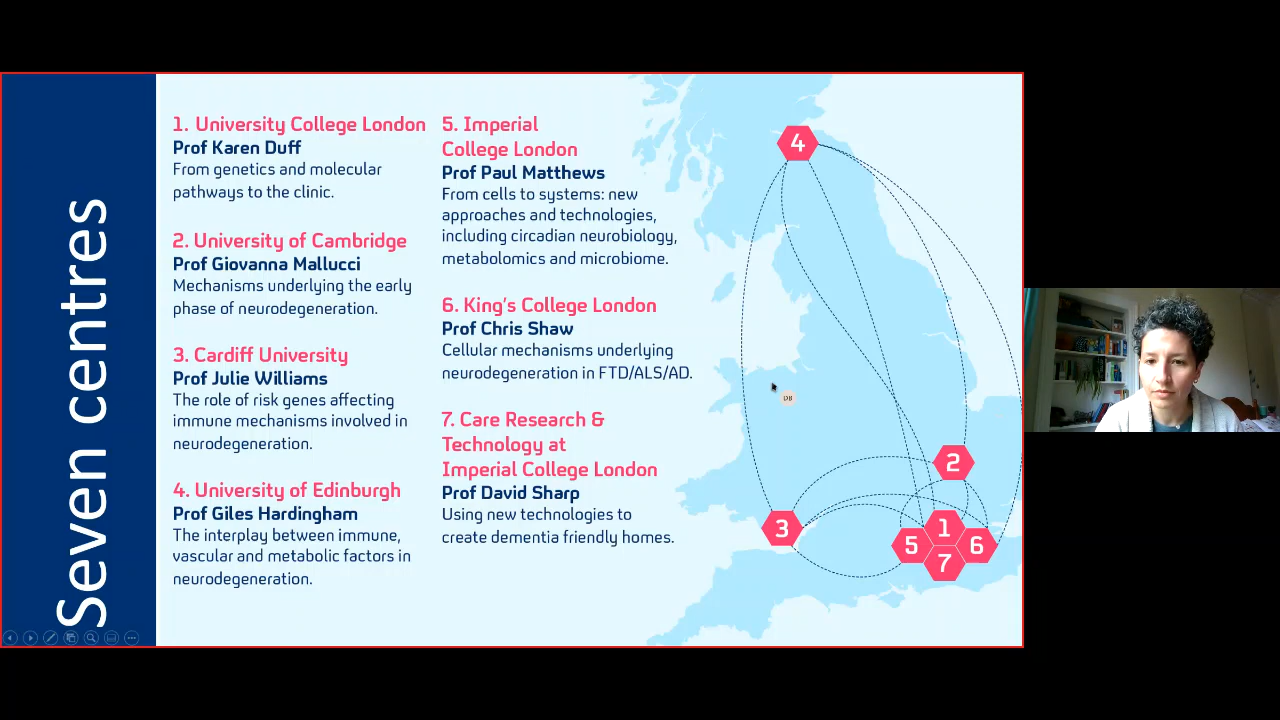 Seven centres
1. University College London
Prof Karen Duff
From genetics and molecular
pathways to the clinic.
2. University of Cambridge
Prof Giovanna Mallucci
Mechanisms underlying the early
phase of neurodegeneration.
3. Cardiff University
Prof Julie Williams
The role of risk genes affecting
immune mechanisms involved in
neurodegeneration.
4. University of Edinburgh
Prof Giles Hardingham
The interplay between immune,
vascular and metabolic factors in
neurodegeneration.
5. Imperial
College London
Prof Paul Matthews
From cells to systems: new
approaches and technologies,
including circadian neurobiology,
metabolomics and microbiome.
6. King's College London
Prof Chris Shaw
Cellular mechanisms underlying
neurodegeneration in FTD/ALS/AD.
7. Care Research &
Technology at
Imperial College London
Prof David Sharp
Using new technologies to
create dementia friendly homes.
4
DB
2
3
1
5
6
7